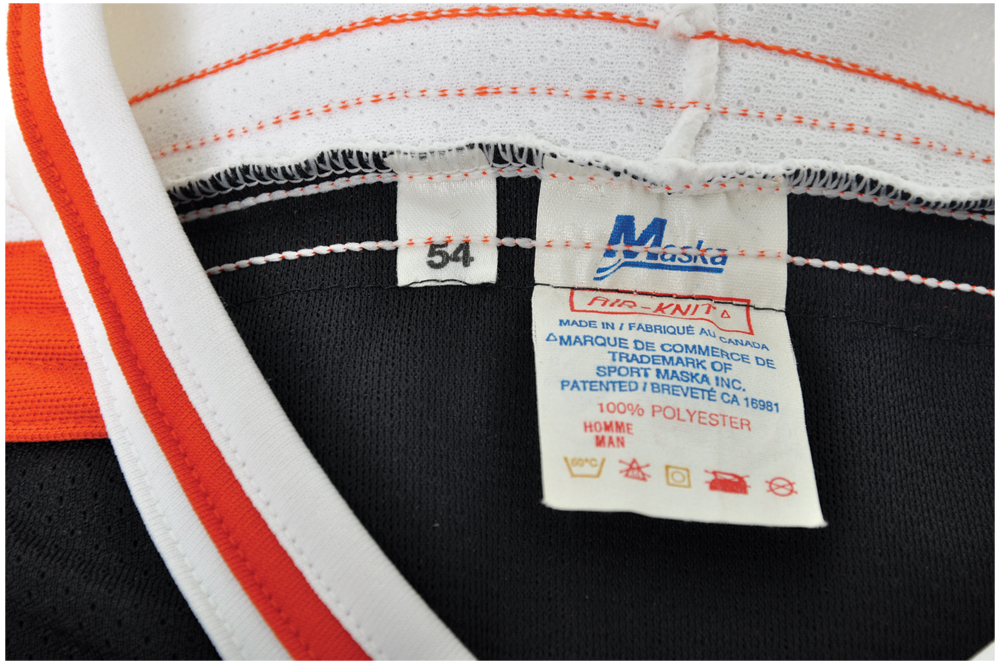 54
Maska
AIR-KNIT△
MADE IN / FABRIQUÉ AU CANADA
△MARQUE DE COMMERCE DE
TRADEMARK OF
SPORT MASKA INC.
PATENTED / BREVETÉ CA 16981
100% POLYESTER
HOMME
MAN
50°C